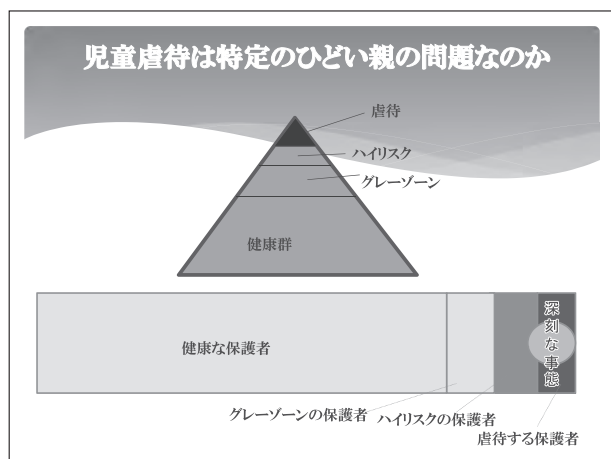 児童虐待は特定のひどい親の問題なのか
虐待
ハイリスク
グレーゾーン
健康群
健康な保護者
深刻な事態
グレーゾーンの保護者
ハイリスクの保護者
虐待する保護者